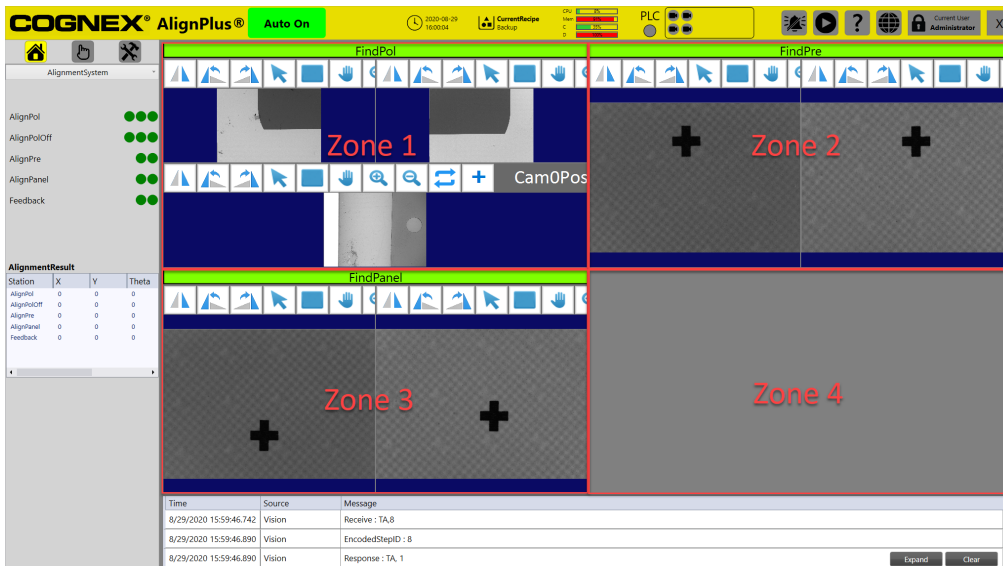 COGNEX® AlignPlus®
Auto On
2020-08-29
16:00:04
CurrentRecipe
Backup
CPU
Mem
C
D
PLC
?
Current User
Administrator
X
AlignmentSystem
AlignPol
AlignPolOff
AlignPre
AlignPanel
Feedback
AlignmentResult
Station X Y Theta
AlignPol 0 0 0
AlignPolOff 0 0 0
AlignPre 0 0 0
AlignPanel 0 0 0
Feedback 0 0 0
FindPol
Zone 1
Cam0Pos
FindPre
Zone 2
FindPanel
Zone 3
Zone 4
Time Source Message
8/29/2020 15:59:46.742 Vision Receive : TA,8
8/29/2020 15:59:46.890 Vision EncodedStepID : 8
8/29/2020 15:59:46.890 Vision Response : TA, 1
Expand Clear